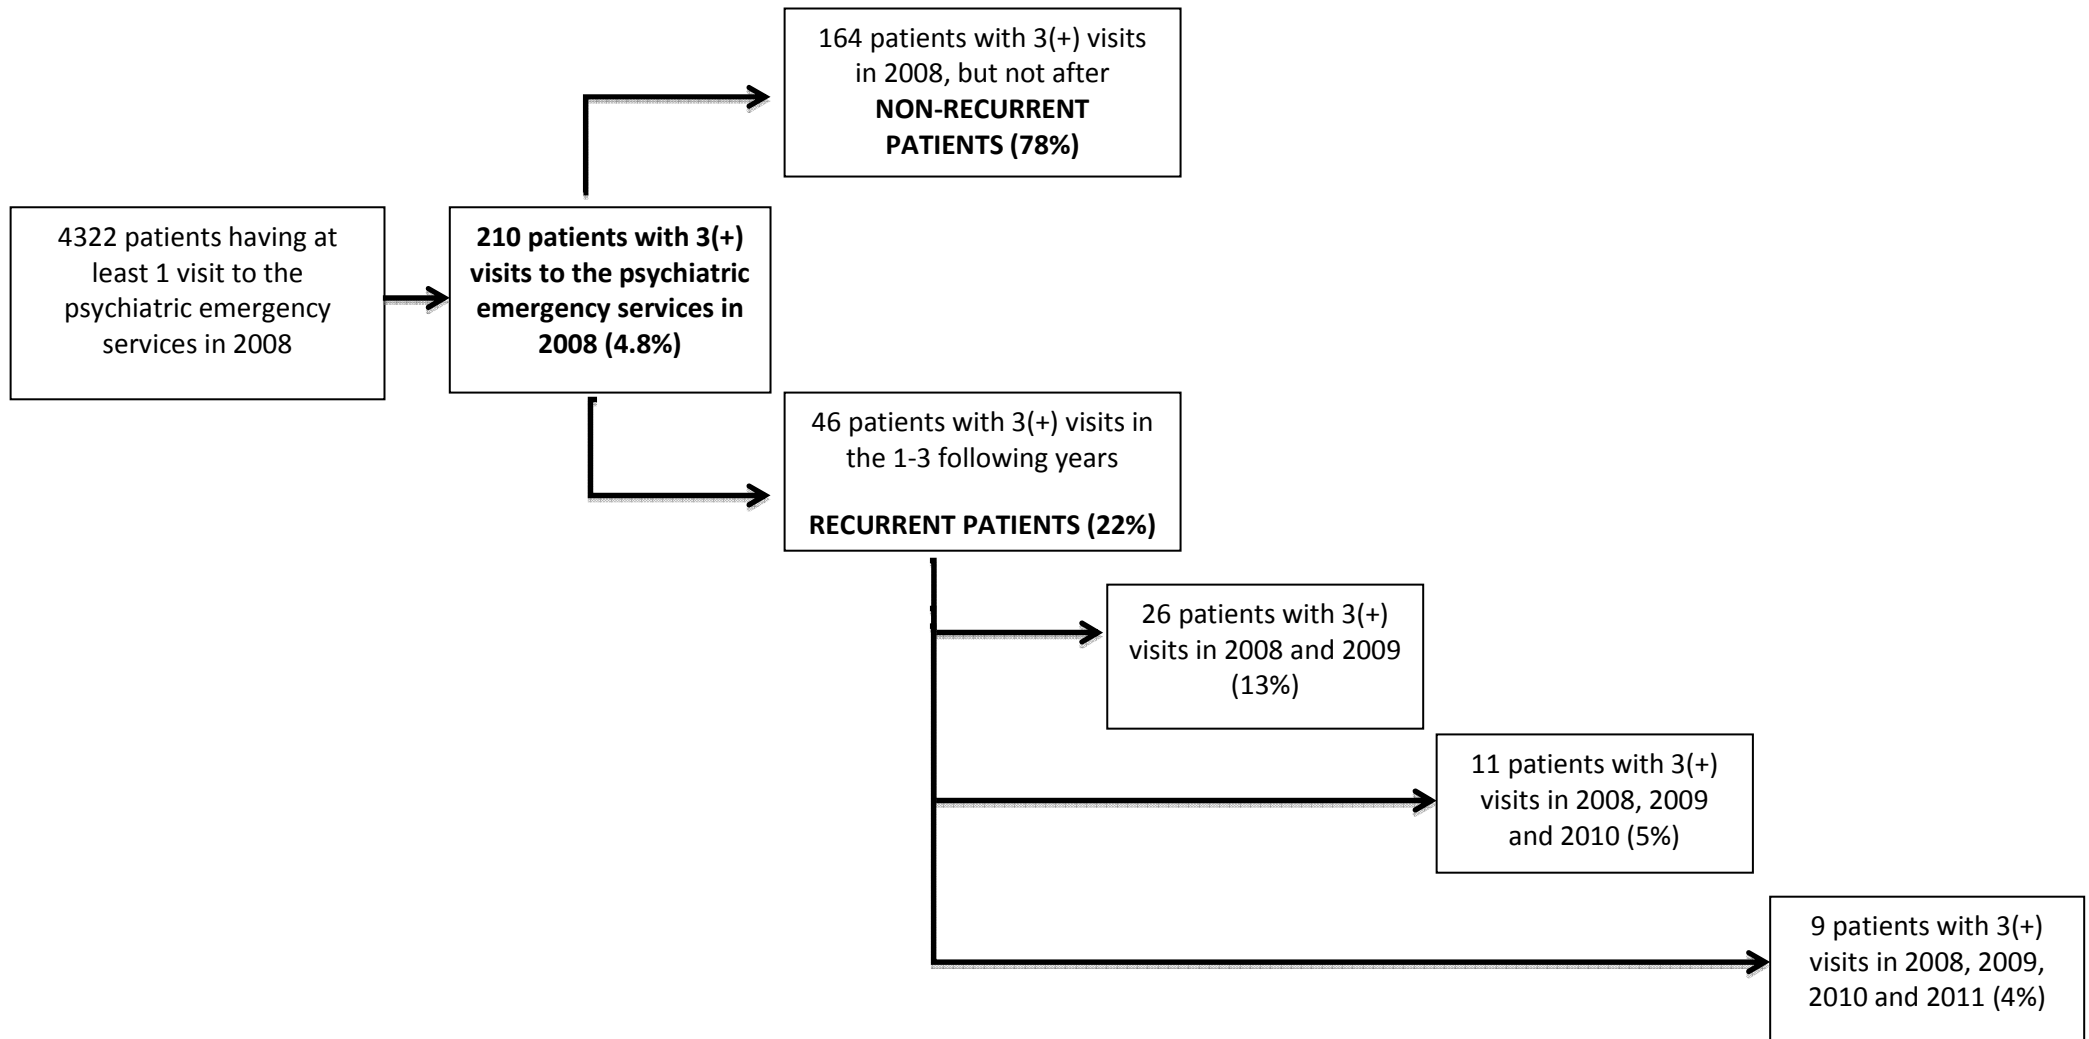 164 patients with 3(+) visits
in 2008, but not after
NON-RECURRENT
PATIENTS (78%)
4322 patients having at
least 1 visit to the
psychiatric emergency
services in 2008
210 patients with 3(+)
visits to the psychiatric
emergency services in
2008 (4.8%)
46 patients with 3(+) visits in
the 1-3 following years
RECURRENT PATIENTS (22%)
26 patients with 3(+)
visits in 2008 and 2009
(13%)
11 patients with 3(+)
visits in 2008, 2009
and 2010 (5%)
9 patients with 3(+)
visits in 2008, 2009,
2010 and 2011 (4%)